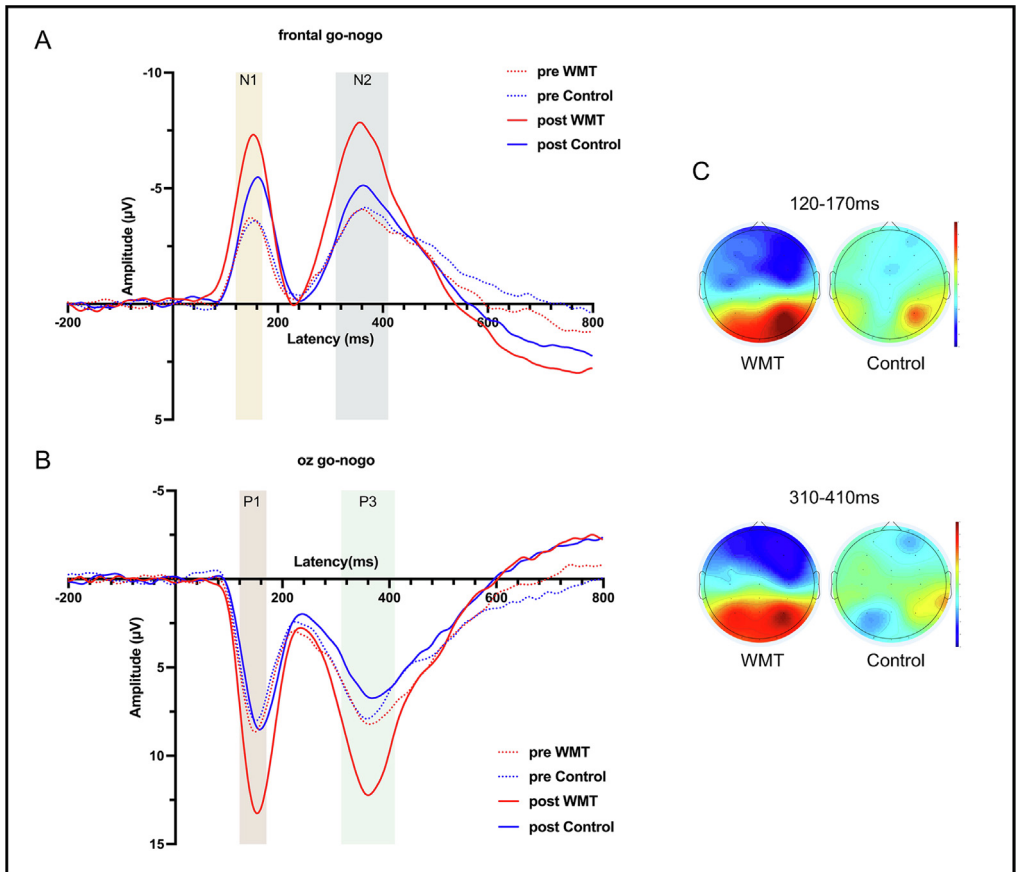 A
frontal go-nogo
-10
N1
N2
pre WMT
pre Control
post WMT
post Control
-5
Amplitude (µV)
-200
200
400
600
800
Latency (ms)
5
B
oz go-nogo
-5
P1
P3
Latency(ms)
-200
200
400
600
800
Amplitude (µV)
5
10
15
pre WMT
pre Control
post WMT
post Control
C
120-170ms
WMT
Control
310-410ms
WMT
Control